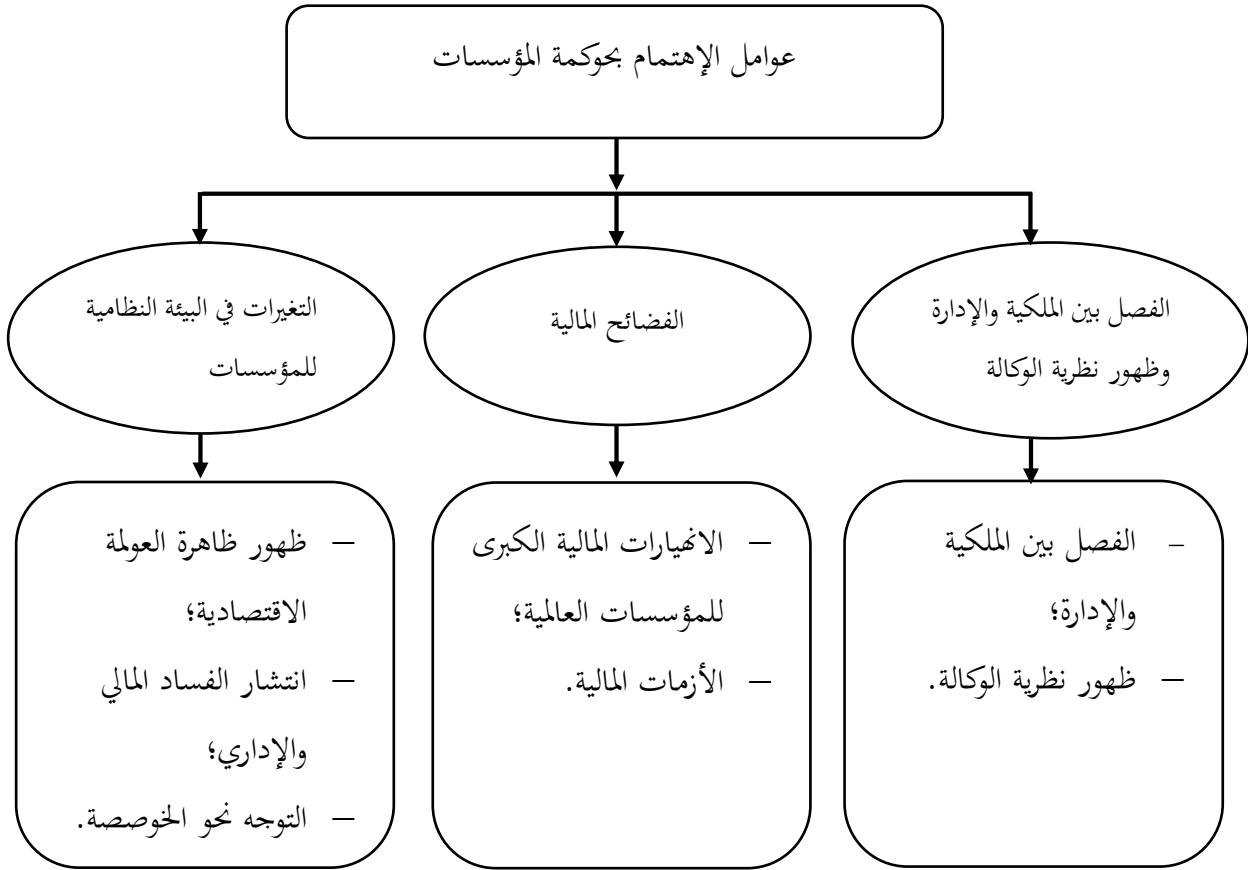 عوامل الإهتمام بحوكمة المؤسسات
الفصل بين الملكية والإدارة
وظهور نظرية الوكالة
الفضائح المالية
التغيرات في البيئة النظامية
للمؤسسات
– الفصل بين الملكية
والإدارة؛
– ظهور نظرية الوكالة.
– الانهيارات المالية الكبرى
للمؤسسات العالمية؛
– الأزمات المالية.
– ظهور ظاهرة العولمة
الاقتصادية؛
– انتشار الفساد المالي
والإداري؛
– التوجه نحو الخوصصة.